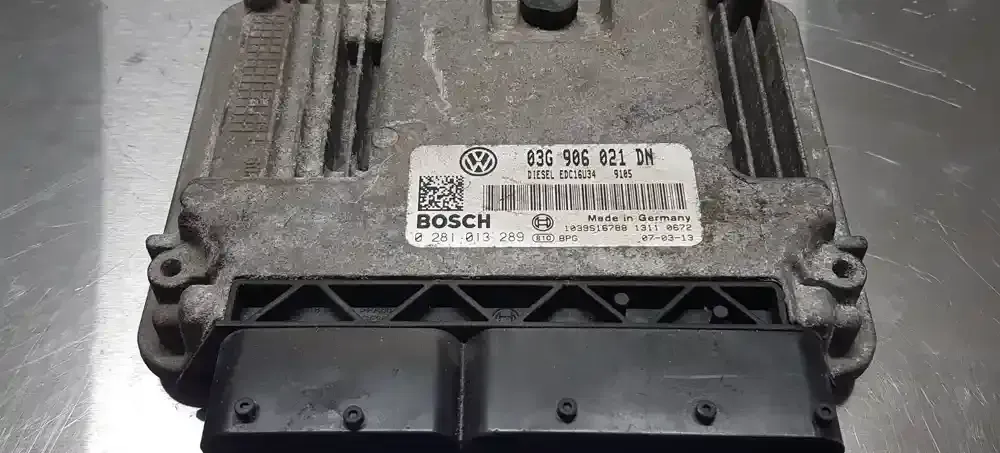 03G 906 021 DN
DIESEL EDC16U34 9105
BOSCH
Made in Germany
1039S16788 1311 0672
0 281 013 289 810 BPG 07-03-13